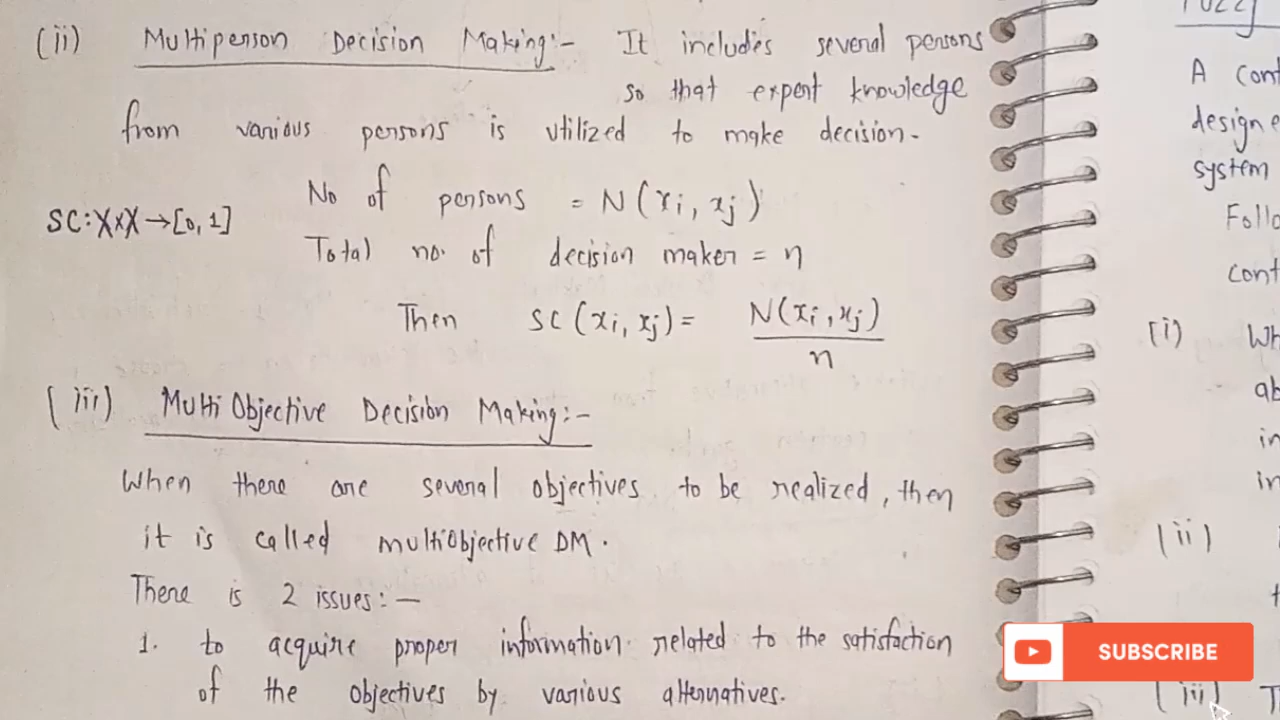 (ii) Multiperson Decision Making:- It includes several persons
so that expert knowledge
from various persons is utilized to make decision.
No of persons = N(xi, xj)
SC: X×X → [0, 1]
Total no. of decision maker = n
Then SC(xi, xj) = N(xi, xj)
n
(iii) Multi Objective Decision Making:-
When there are several objectives to be realized, then
it is called multiobjective DM.
There is 2 issues:-
1. to acquire proper information related to the satisfaction
of the objectives by various alternatives.
A
design
system
(i)
(ii)
(iii)
SUBSCRIBE